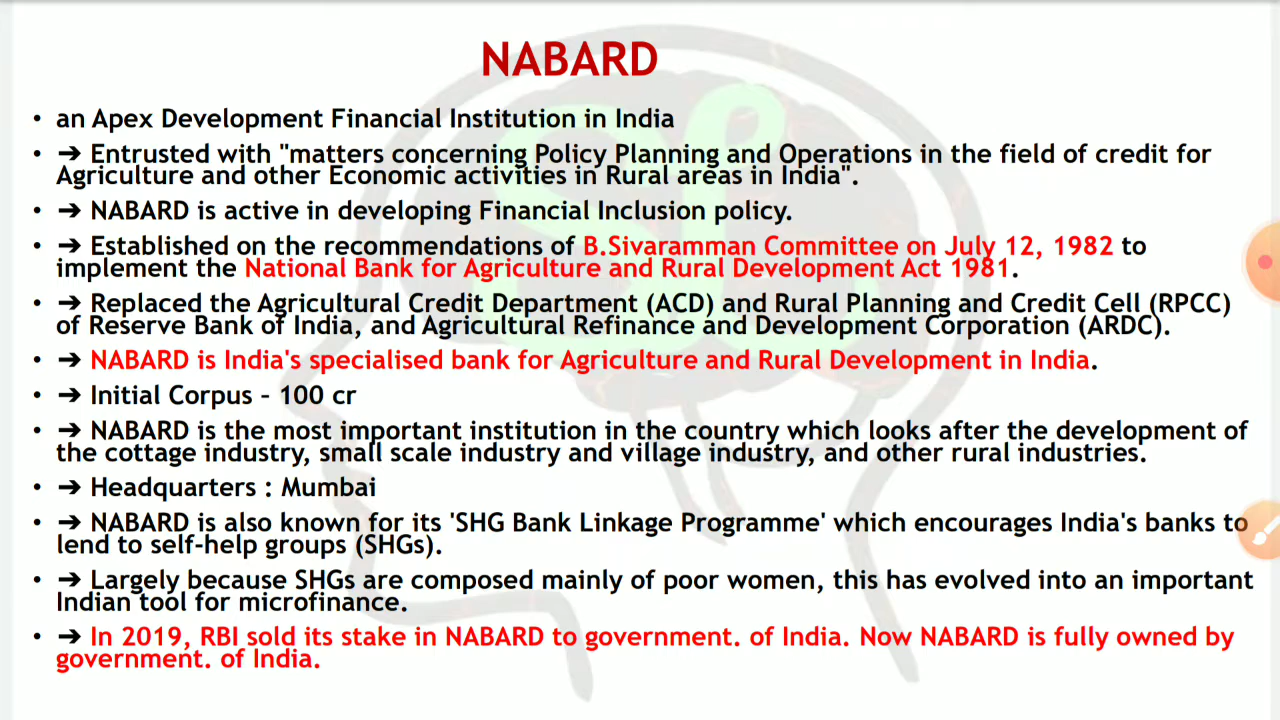 NABARD
• an Apex Development Financial Institution in India
• ➔ Entrusted with "matters concerning Policy Planning and Operations in the field of credit for
Agriculture and other Economic activities in Rural areas in India".
• ➔ NABARD is active in developing Financial Inclusion policy.
• ➔ Established on the recommendations of B.Sivaramman Committee on July 12, 1982 to
implement the National Bank for Agriculture and Rural Development Act 1981.
• ➔ Replaced the Agricultural Credit Department (ACD) and Rural Planning and Credit Cell (RPCC)
of Reserve Bank of India, and Agricultural Refinance and Development Corporation (ARDC).
• ➔ NABARD is India's specialised bank for Agriculture and Rural Development in India.
• ➔ Initial Corpus – 100 cr
• ➔ NABARD is the most important institution in the country which looks after the development of
the cottage industry, small scale industry and village industry, and other rural industries.
• ➔ Headquarters : Mumbai
• ➔ NABARD is also known for its 'SHG Bank Linkage Programme' which encourages India's banks to
lend to self-help groups (SHGs).
• ➔ Largely because SHGs are composed mainly of poor women, this has evolved into an important
Indian tool for microfinance.
• ➔ In 2019, RBI sold its stake in NABARD to government. of India. Now NABARD is fully owned by
government. of India.